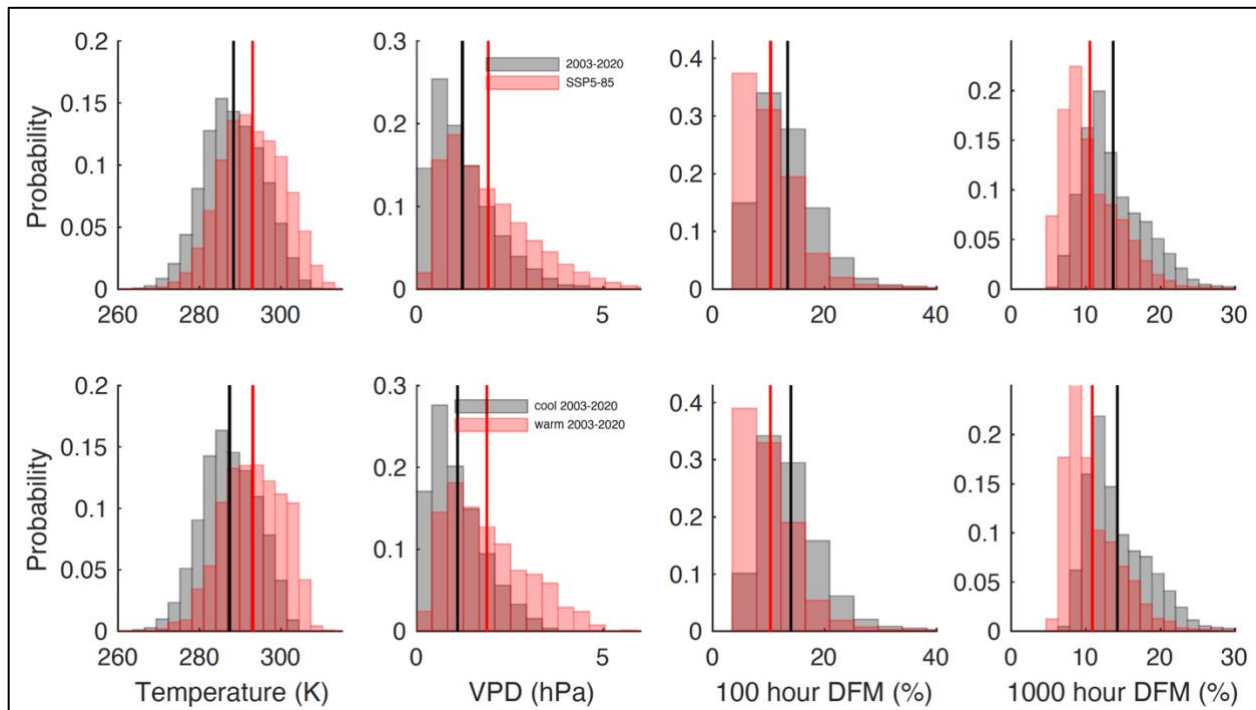 Probability
0.2
0.15
0.1
0.05
0
260 280 300
0.3
0.2
0.1
0
0 5
2003-2020
SSP5-85
0.4
0.3
0.2
0.1
0
0 20 40
0.2
0.15
0.1
0.05
0
0 10 20 30
Probability
0.2
0.15
0.1
0.05
0
260 280 300
Temperature (K)
0.3
0.2
0.1
0
0 5
cool 2003-2020
warm 2003-2020
VPD (hPa)
0.4
0.3
0.2
0.1
0
0 20 40
100 hour DFM (%)
0.2
0.15
0.1
0.05
0
0 10 20 30
1000 hour DFM (%)